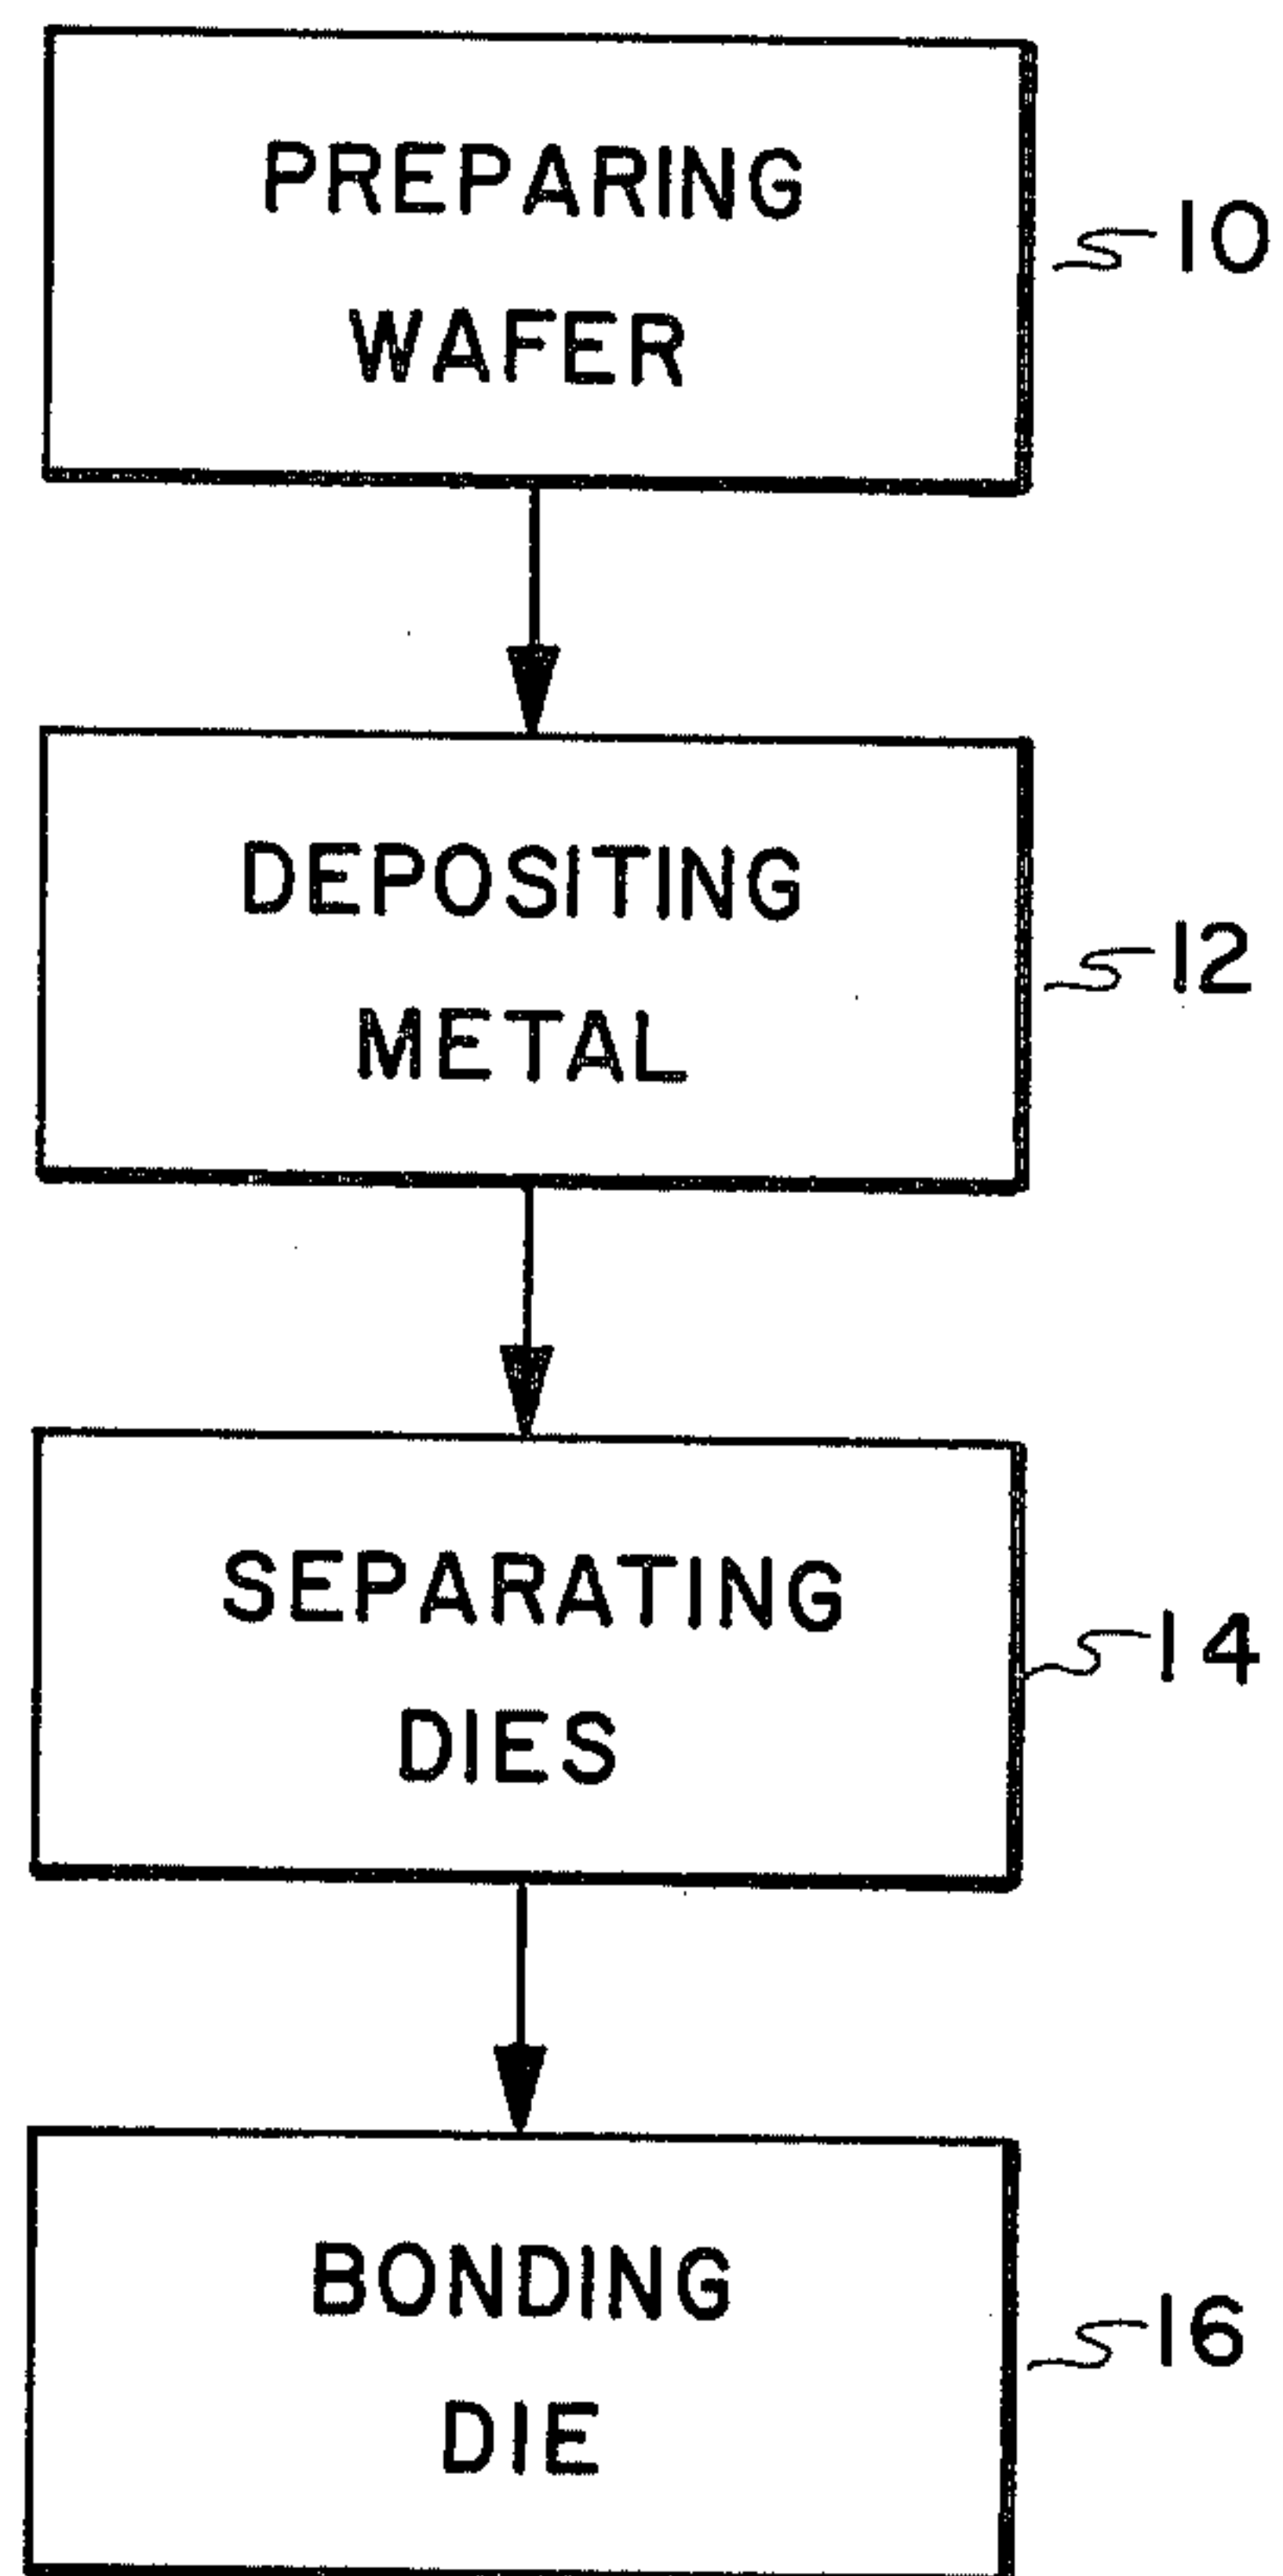 PREPARING
WAFER
10
DEPOSITING
METAL
12
SEPARATING
DIES
14
BONDING
DIE
16